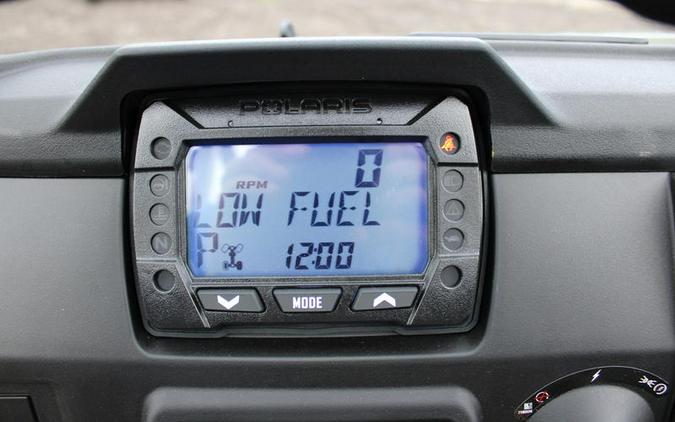 POLARIS
0
RPM
LOW FUEL
P
12:00
N
MODE